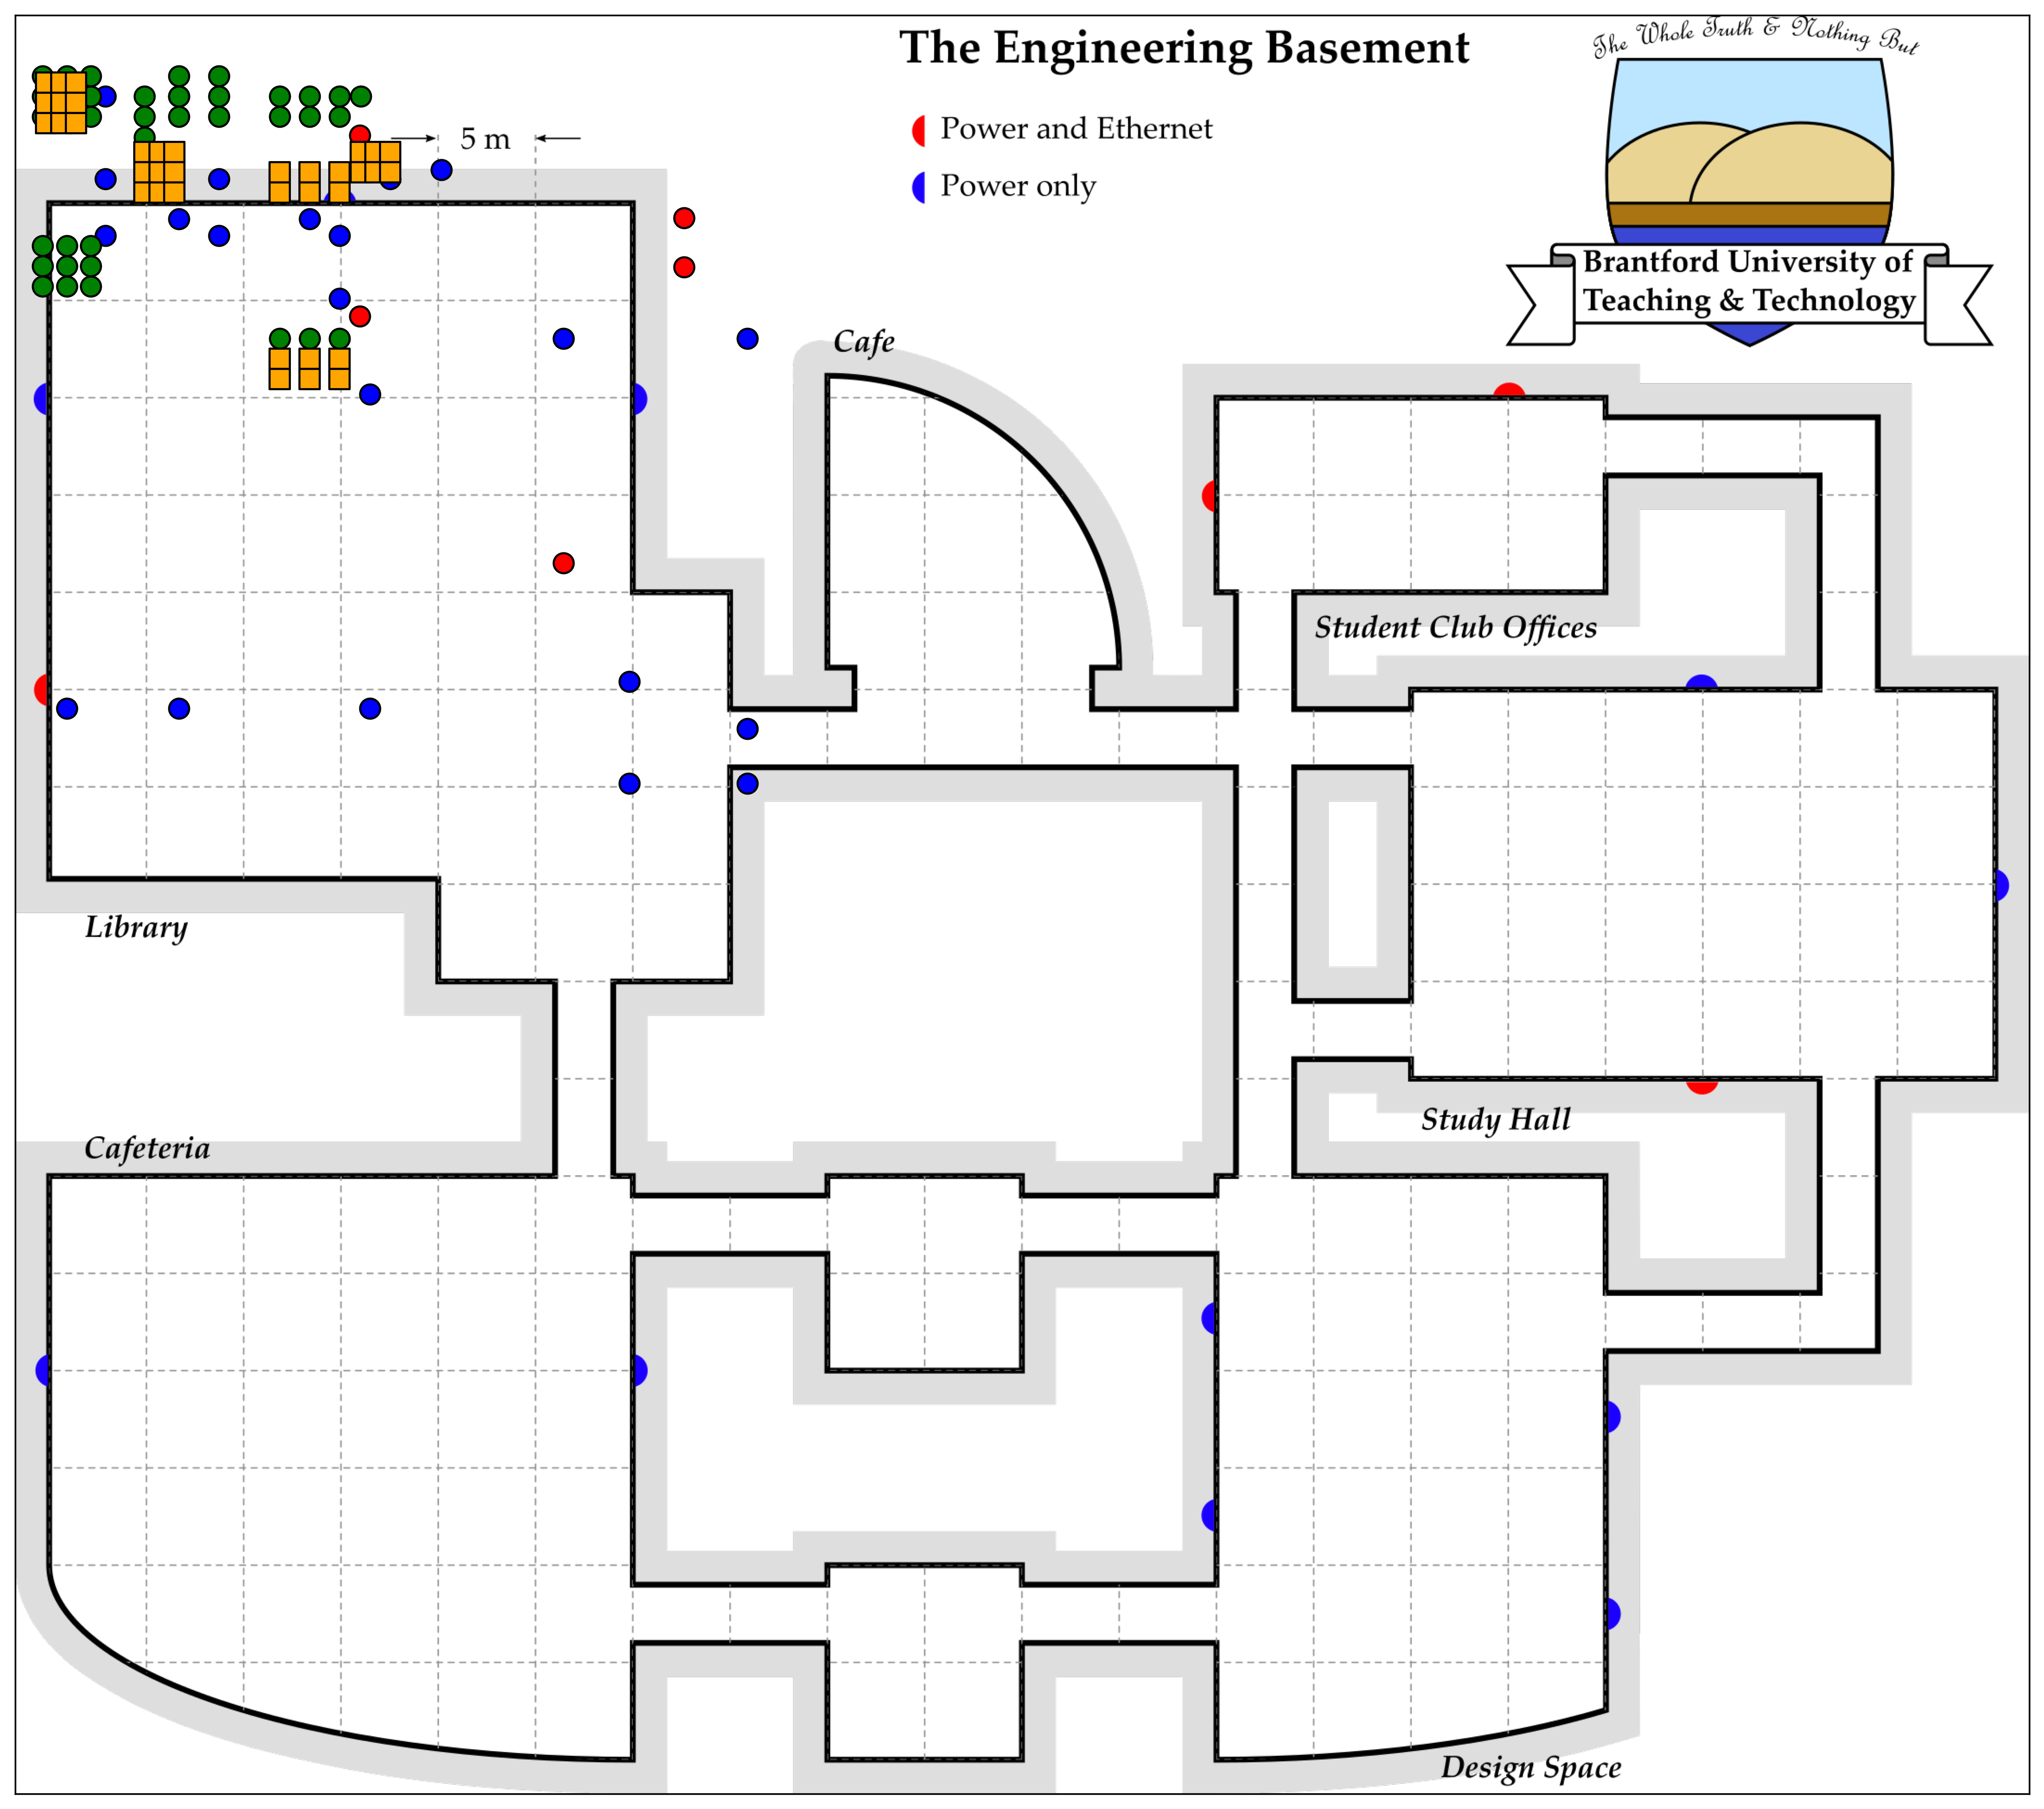 The Whole Truth & Nothing But
The Engineering Basement
Power and Ethernet
5 m
Power only
Brantford University of
Teaching & Technology
Cafe
Student Club Offices
Library
Study Hall
Cafeteria
Design Space